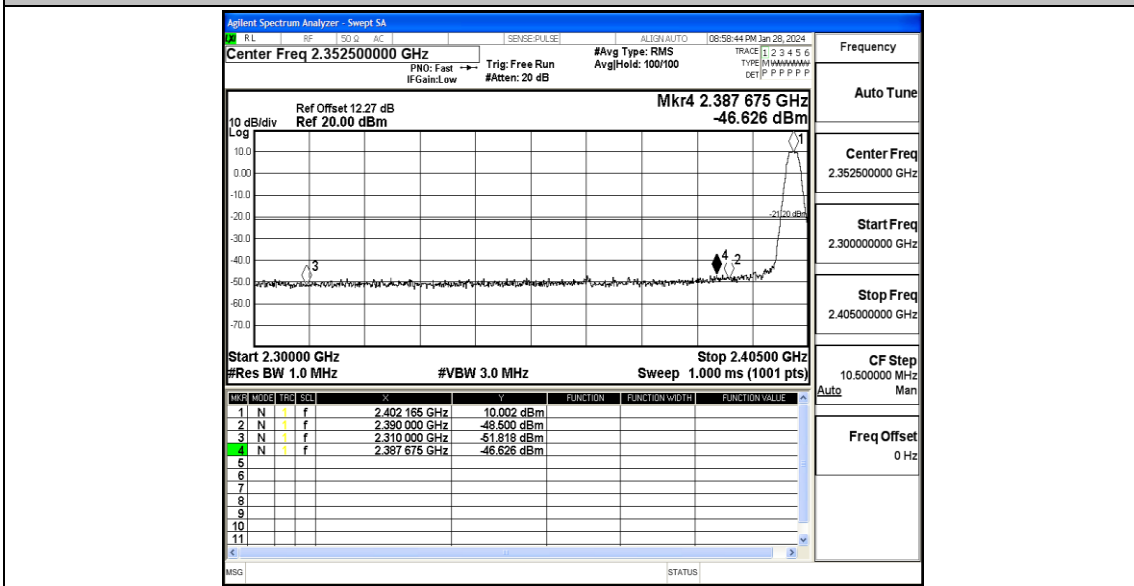 Agilent Spectrum Analyzer - Swept SA
RL RF 50 Ω AC SENSE:PULSE ALIGNAUTO 08:58:44 PM Jan 28, 2024
Center Freq 2.352500000 GHz
PNO: Fast
IFGain:Low
Trig: Free Run
#Atten: 20 dB
#Avg Type: RMS
Avg|Hold: 100/100
TRACE 1 2 3 4 5 6
TYPE M
DET P P P P P P
Frequency
Auto Tune
Ref Offset 12.27 dB
10 dB/div Ref 20.00 dBm
Log
Mkr4 2.387 675 GHz
-46.626 dBm
10.0
0.00
-10.0
-20.0
-30.0
-40.0
-50.0
-60.0
-70.0
1
-21.20 dBm
4
2
3
Center Freq
2.352500000 GHz
Start Freq
2.300000000 GHz
Stop Freq
2.405000000 GHz
Start 2.30000 GHz Stop 2.40500 GHz
#Res BW 1.0 MHz #VBW 3.0 MHz Sweep 1.000 ms (1001 pts)
CF Step
10.500000 MHz
Auto Man
Freq Offset
0 Hz
MKR MODE TRC SCL X Y FUNCTION FUNCTION WIDTH FUNCTION VALUE
1 N 1 f 2.402 165 GHz 10.002 dBm
2 N 1 f 2.390 000 GHz -48.500 dBm
3 N 1 f 2.310 000 GHz -51.818 dBm
4 N 1 f 2.387 675 GHz -46.626 dBm
5
6
7
8
9
10
11
MSG STATUS